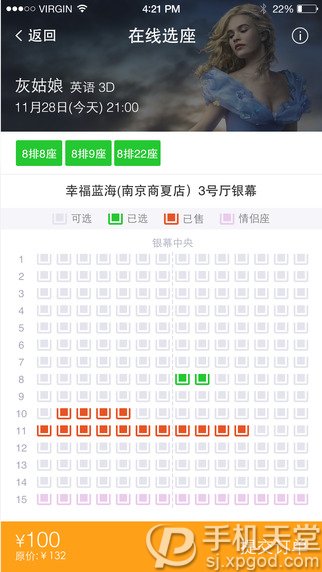 VIRGIN 4:21 PM 22%
返回 在线选座
灰姑娘 英语 3D
11月28日(今天) 21:00
8排8座 8排9座 8排22座
幸福蓝海(南京商夏店）3号厅银幕
可选 已选 已售 情侣座
银幕中央
1
2
3
4
5
6
7
8
9
10
11
12
13
14
15
¥100
原价: ¥132
提交订单
手机天堂
sj.xpgod.com